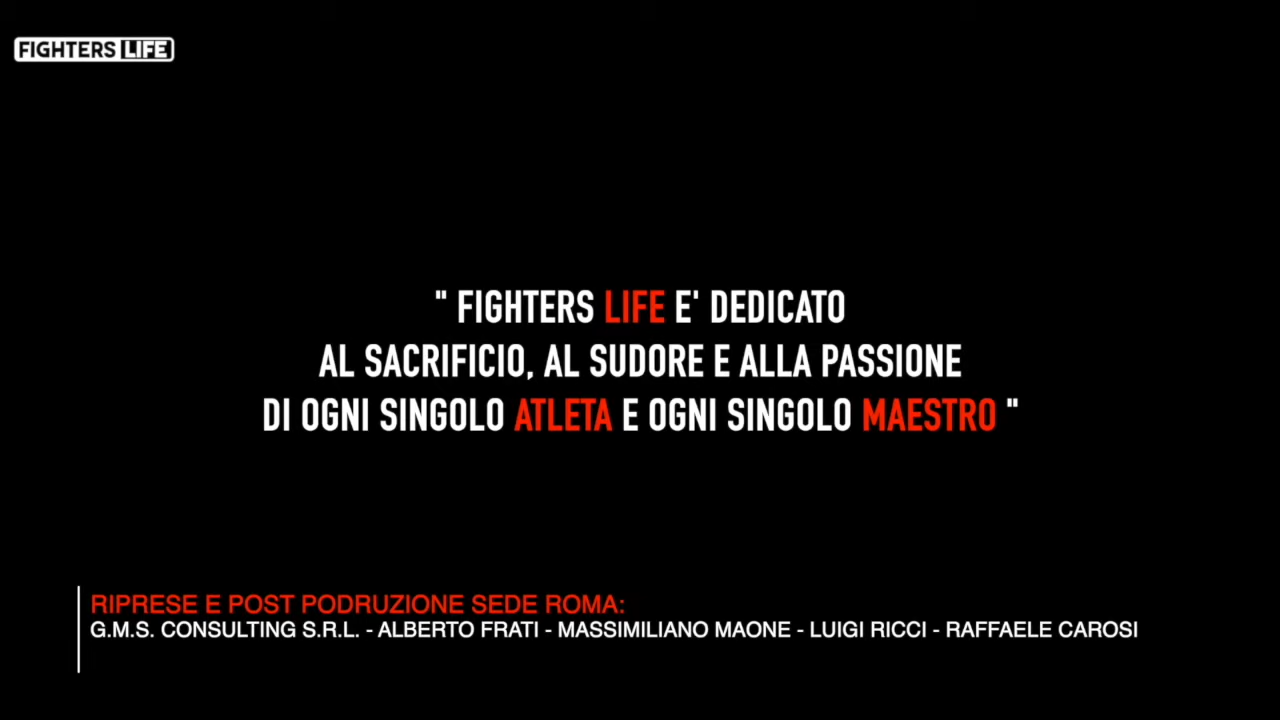 FIGHTERS LIFE
" FIGHTERS LIFE E' DEDICATO
AL SACRIFICIO, AL SUDORE E ALLA PASSIONE
DI OGNI SINGOLO ATLETA E OGNI SINGOLO MAESTRO "
RIPRESE E POST PODRUZIONE SEDE ROMA:
G.M.S. CONSULTING S.R.L. - ALBERTO FRATI - MASSIMILIANO MAONE - LUIGI RICCI - RAFFAELE CAROSI